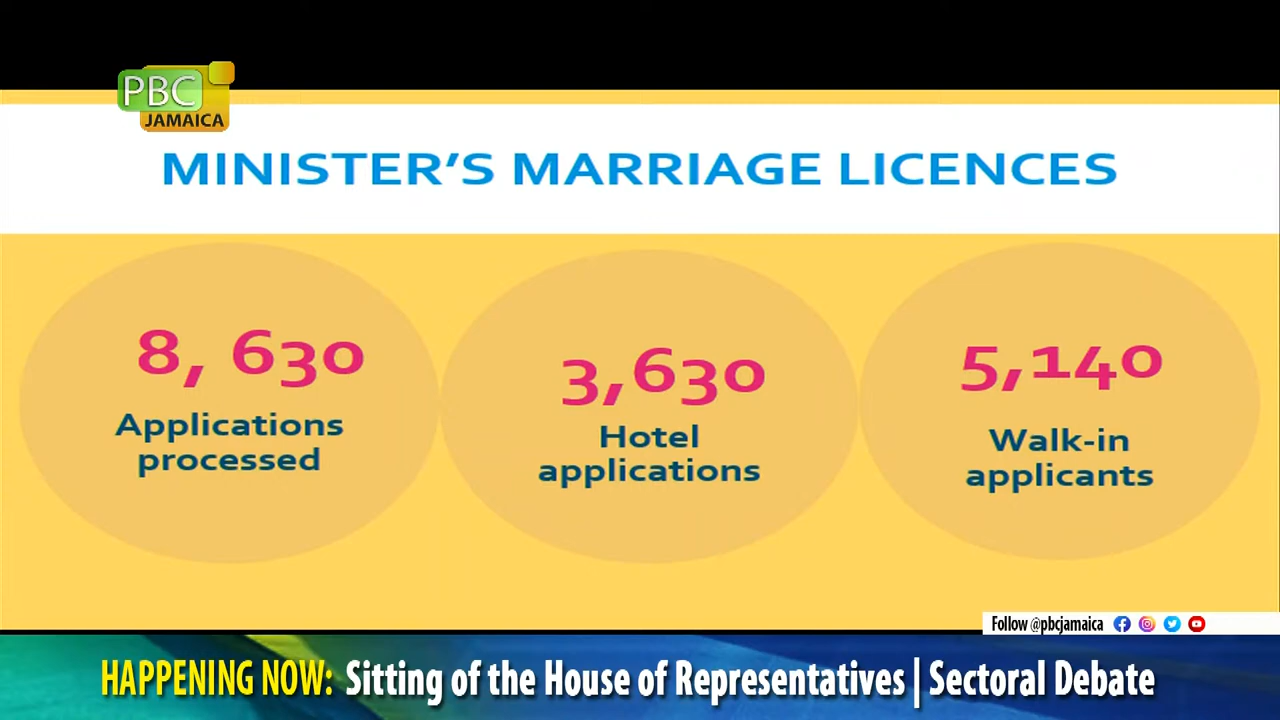 PBC
JAMAICA
MINISTER'S MARRIAGE LICENCES
8, 630
Applications
processed
3,630
Hotel
applications
5,140
Walk-in
applicants
Follow @pbcjamaica
HAPPENING NOW: Sitting of the House of Representatives | Sectoral Debate